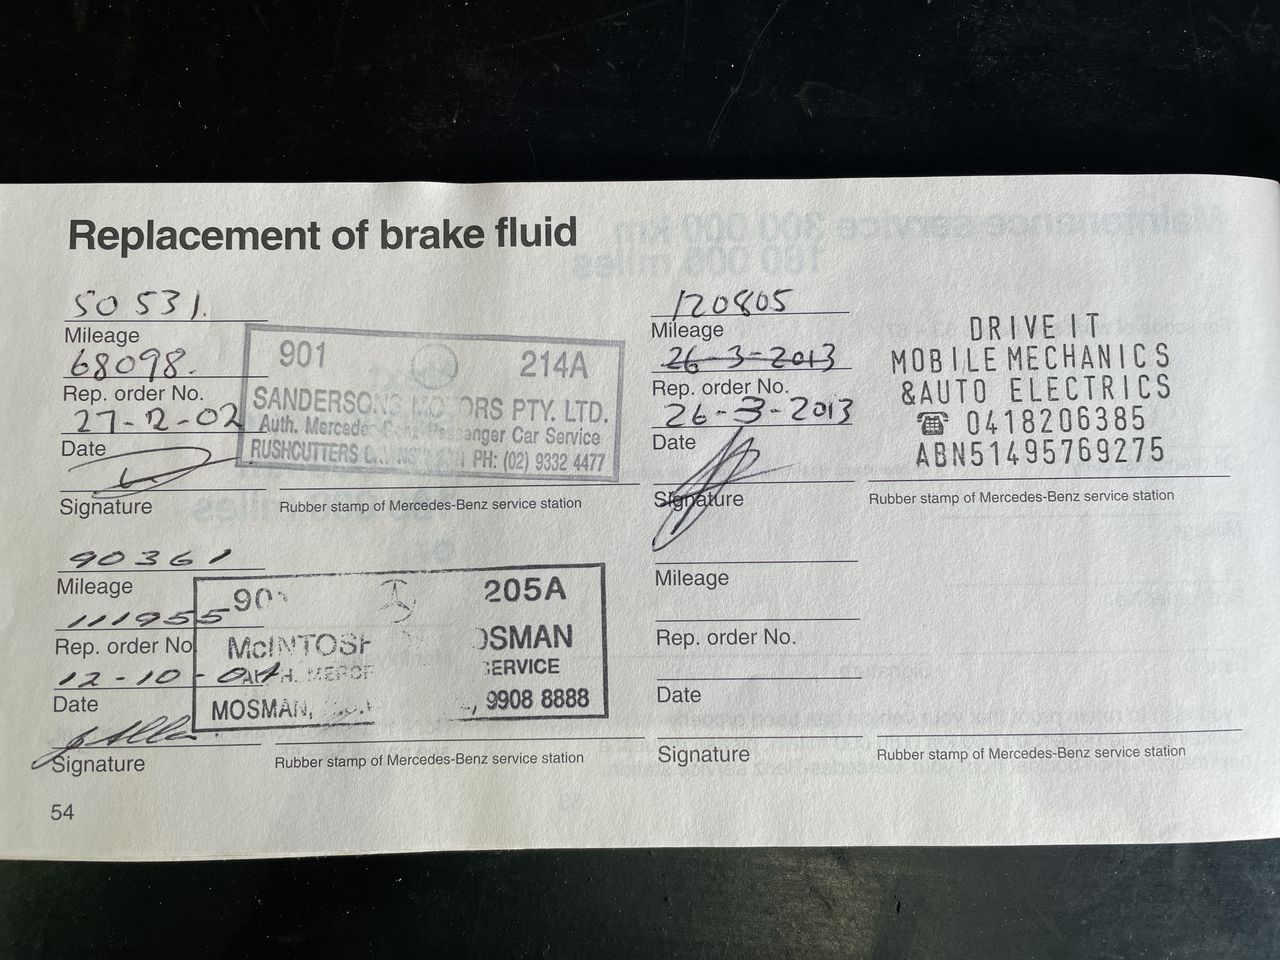 Replacement of brake fluid
50 531.
Mileage
68098.
Rep. order No.
27-12-02
Date
Signature
901 214A
SANDERSONS MOTORS PTY. LTD.
Auth. Mercedes Passenger Car Service
RUSHCUTTERS PH: (02) 9332 4477
Rubber stamp of Mercedes-Benz service station
90361
Mileage
111955
Rep. order No
12-10-04
Date
Signature
205A
McINTOSH MOSMAN
SERVICE
MOSMAN, 9908 8888
Rubber stamp of Mercedes-Benz service station
54
120805
Mileage
26-3-2013
Rep. order No.
26-3-2013
Date
Signature
DRIVE IT
MOBILE MECHANICS
&AUTO ELECTRICS
☎ 0418206385
ABN51495769275
Rubber stamp of Mercedes-Benz service station
Mileage
Rep. order No.
Date
Signature
Rubber stamp of Mercedes-Benz service station